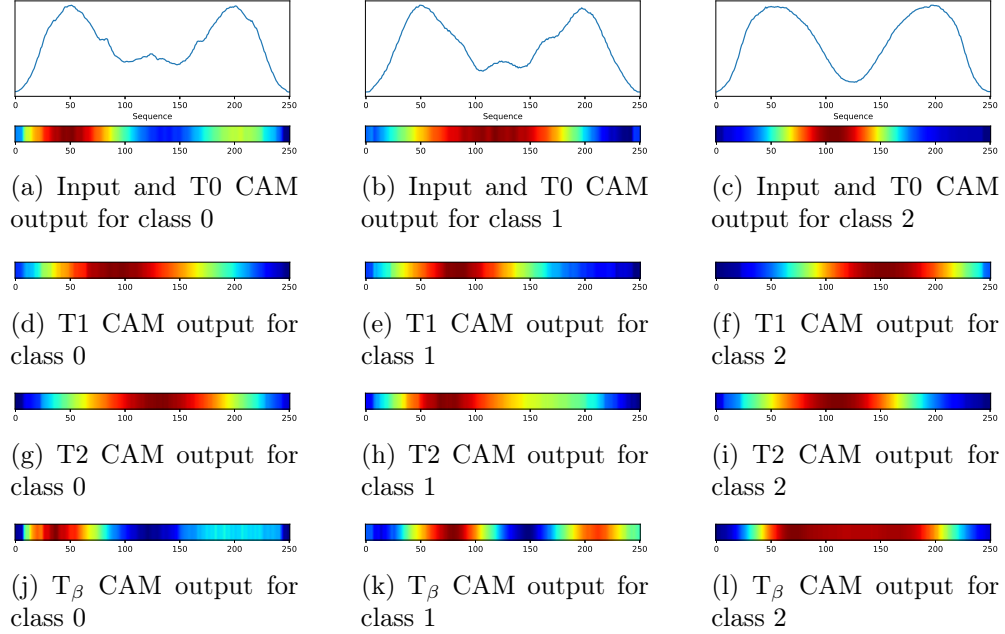 0 50 100 150 200 250
0 50 100 150 200 250
0 50 100 150 200 250
Sequence
Sequence
0 50 100 150 200 250
0 50 100 150 200 250
0 50 100 150 200 250
(a) Input and T0 CAM
output for class 0
(b) Input and T0 CAM
output for class 1
(c) Input and T0 CAM
output for class 2
0 50 100 150 200 250
0 50 100 150 200 250
0 50 100 150 200 250
(d) T1 CAM output for
class 0
(e) T1 CAM output for
class 1
(f) T1 CAM output for
class 2
0 50 100 150 200 250
0 50 100 150 200 250
0 50 100 150 200 250
(g) T2 CAM output for
class 0
(h) T2 CAM output for
class 1
(i) T2 CAM output for
class 2
0 50 100 150 200 250
0 50 100 150 200 250
0 50 100 150 200 250
(j) Tβ CAM output for
class 0
(k) Tβ CAM output for
class 1
(l) Tβ CAM output for
class 2